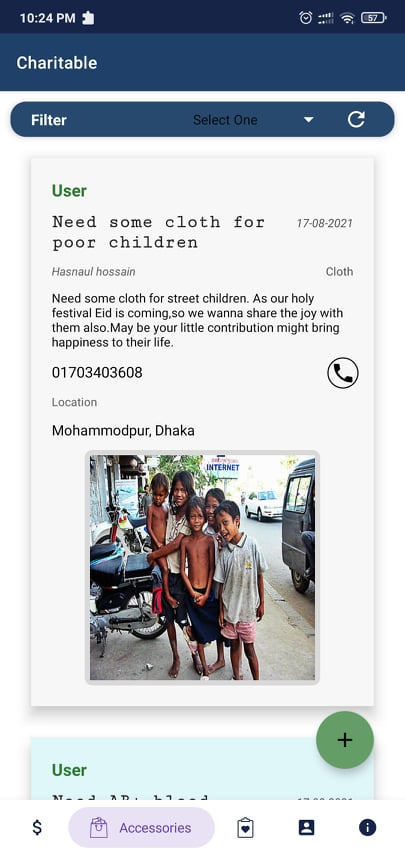 10:24 PM
57
Charitable
Filter
Select One
User
Need some cloth for
poor children
17-08-2021
Hasnaul hossain
Cloth
Need some cloth for street children. As our holy
festival Eid is coming,so we wanna share the joy with
them also.May be your little contribution might bring
happiness to their life.
01703403608
Location
Mohammodpur, Dhaka
INTERNET
User
Need AB+ blood
$
Accessories